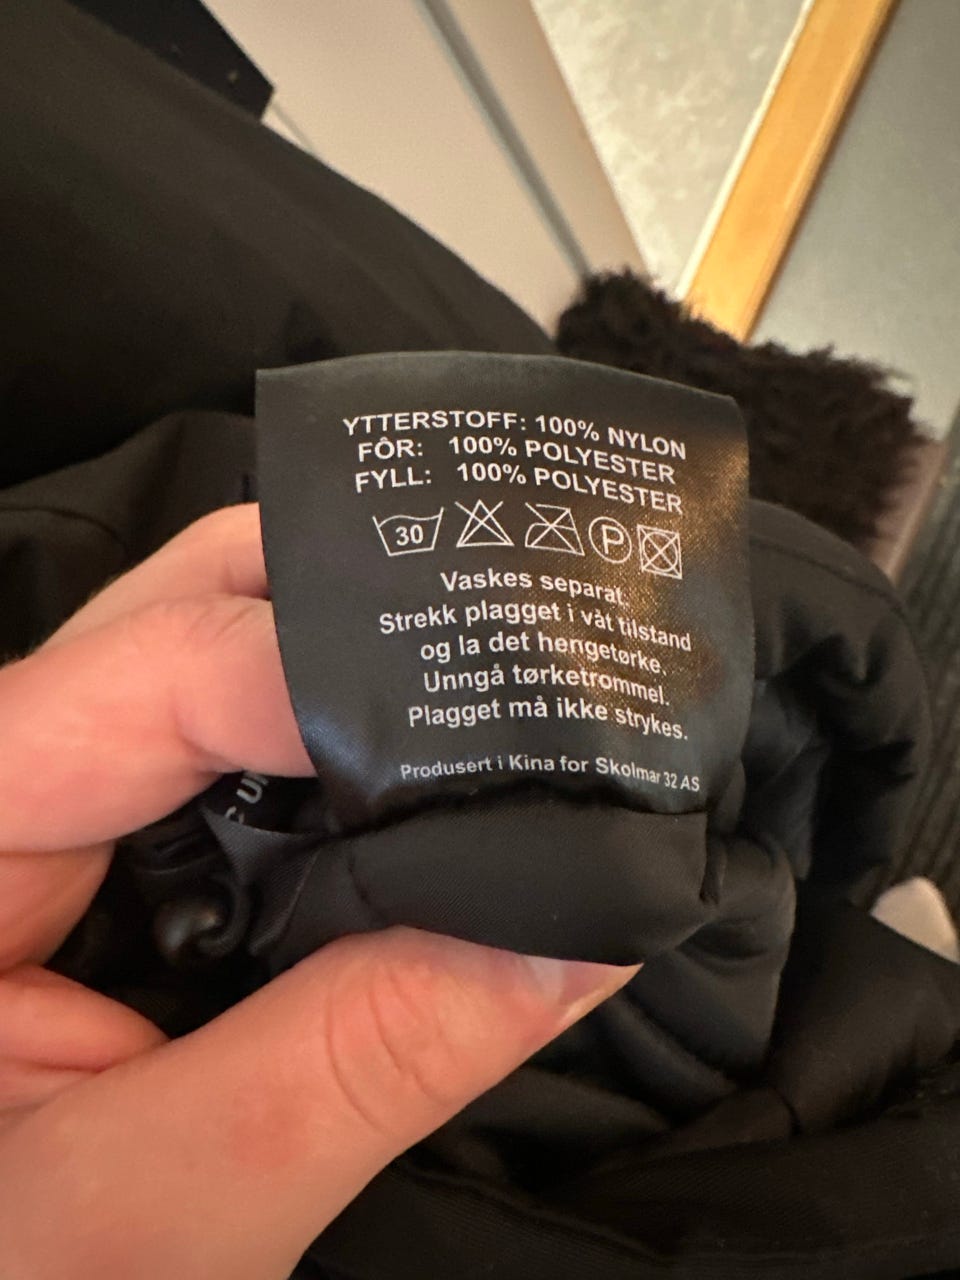 YTTERSTOFF: 100% NYLON
FÔR: 100% POLYESTER
FYLL: 100% POLYESTER
30 P
Vaskes separat.
Strekk plagget i våt tilstand
og la det hengetørke.
Unngå tørketrommel.
Plagget må ikke strykes.
Produsert i Kina for Skolmar 32 AS